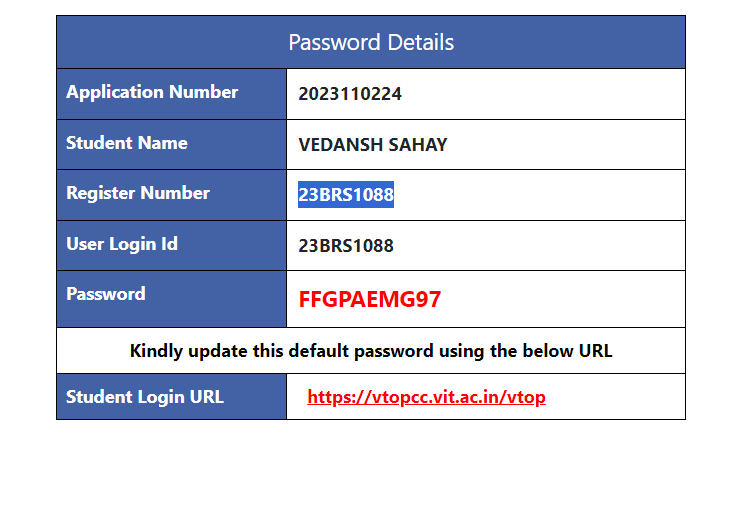 Password Details
Application Number 2023110224
Student Name VEDANSH SAHAY
Register Number 23BRS1088
User Login Id 23BRS1088
Password FFGPAEMG97
Kindly update this default password using the below URL
Student Login URL https://vtopcc.vit.ac.in/vtop